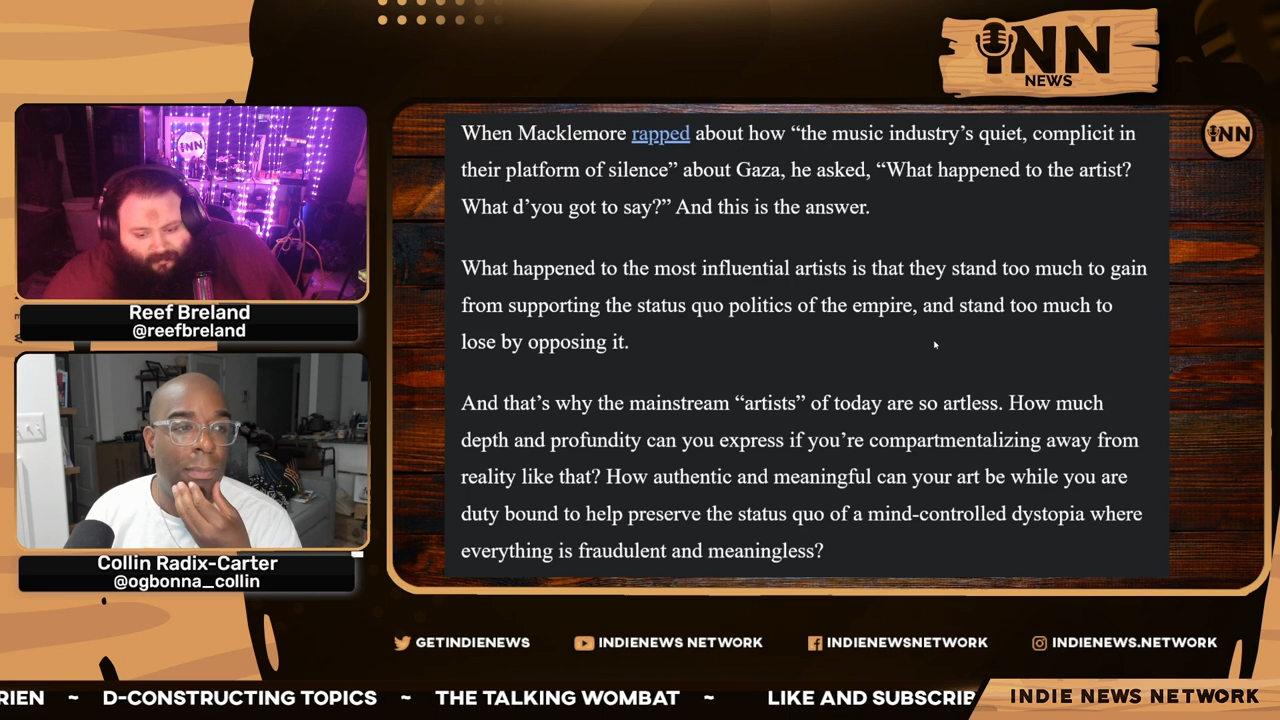 iNN
NEWS
iNN
iNN
When Macklemore rapped about how “the music industry’s quiet, complicit in
their platform of silence” about Gaza, he asked, “What happened to the artist?
What d’you got to say?” And this is the answer.
What happened to the most influential artists is that they stand too much to gain
from supporting the status quo politics of the empire, and stand too much to
lose by opposing it.
And that’s why the mainstream “artists” of today are so artless. How much
depth and profundity can you express if you’re compartmentalizing away from
reality like that? How authentic and meaningful can your art be while you are
duty bound to help preserve the status quo of a mind-controlled dystopia where
everything is fraudulent and meaningless?
Reef Breland
@reefbreland
Collin Radix-Carter
@ogbonna_collin
GETINDIENEWS
INDIENEWS NETWORK
INDIENEWSNETWORK
INDIENEWS.NETWORK
RIEN ~ D-CONSTRUCTING TOPICS ~ THE TALKING WOMBAT ~ LIKE AND SUBSCRIB
INDIE NEWS NETWORK